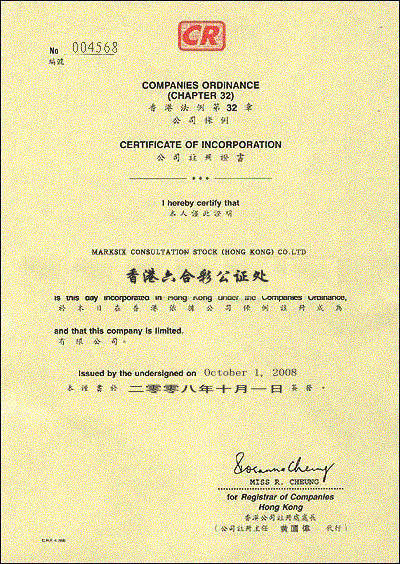 CR
No 004568
編號
COMPANIES ORDINANCE
(CHAPTER 32)
香港法例第32章
公司條例
CERTIFICATE OF INCORPORATION
公司註冊證書
I hereby certify that
本人謹此證明
MARKSIX CONSULTATION STOCK (HONG KONG) CO.LTD
香港六合彩公证处
is this day incorporated in Hong Kong under the Companies Ordinance,
於本日在香港依據公司條例註冊成為
and that this company is limited.
有限公司。
Issued by the undersigned on October 1, 2008
本證書於二零零八年十月一日簽發。
Rosanna Cheung
MISS R. CHEUNG
for Registrar of Companies
Hong Kong
香港公司註冊處處長
(公司註冊主任 黃國偉 代行)